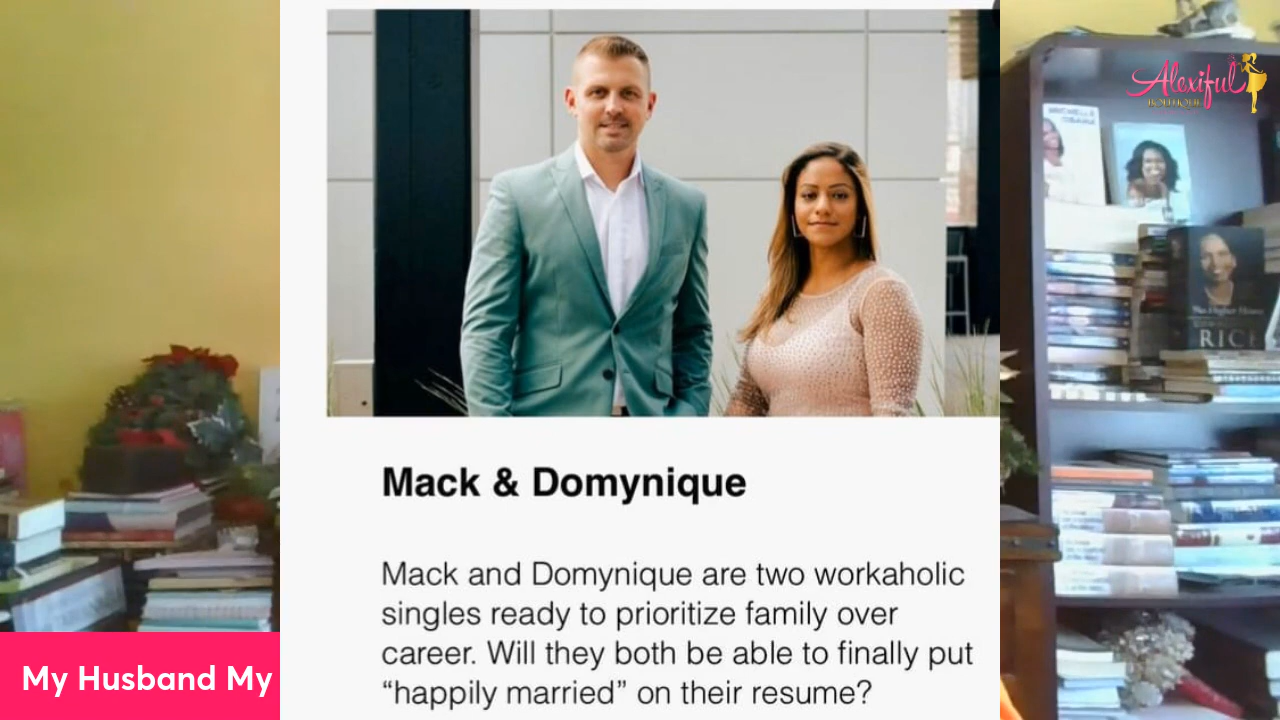 Mack & Domynique
Mack and Domynique are two workaholic
singles ready to prioritize family over
career. Will they both be able to finally put
“happily married” on their resume?
My Husband My
Alexiful
BOUTIQUE
MICHELLE
OBAMA
RICE